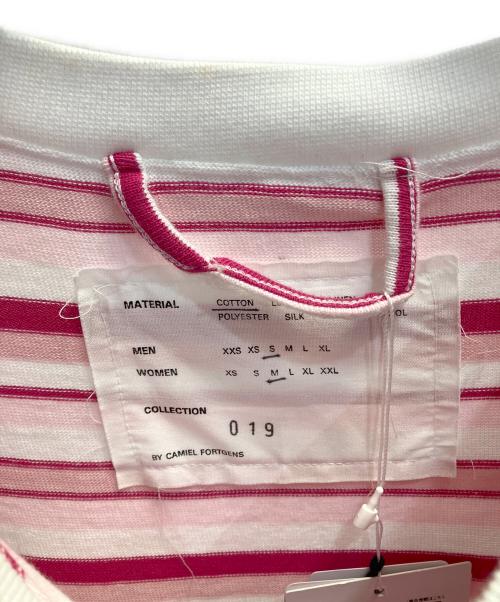 MATERIAL COTTON
POLYESTER SILK
MEN XXS XS S M L XL
WOMEN XS S M L XL XXL
COLLECTION
019
BY CAMIEL FORTGENS